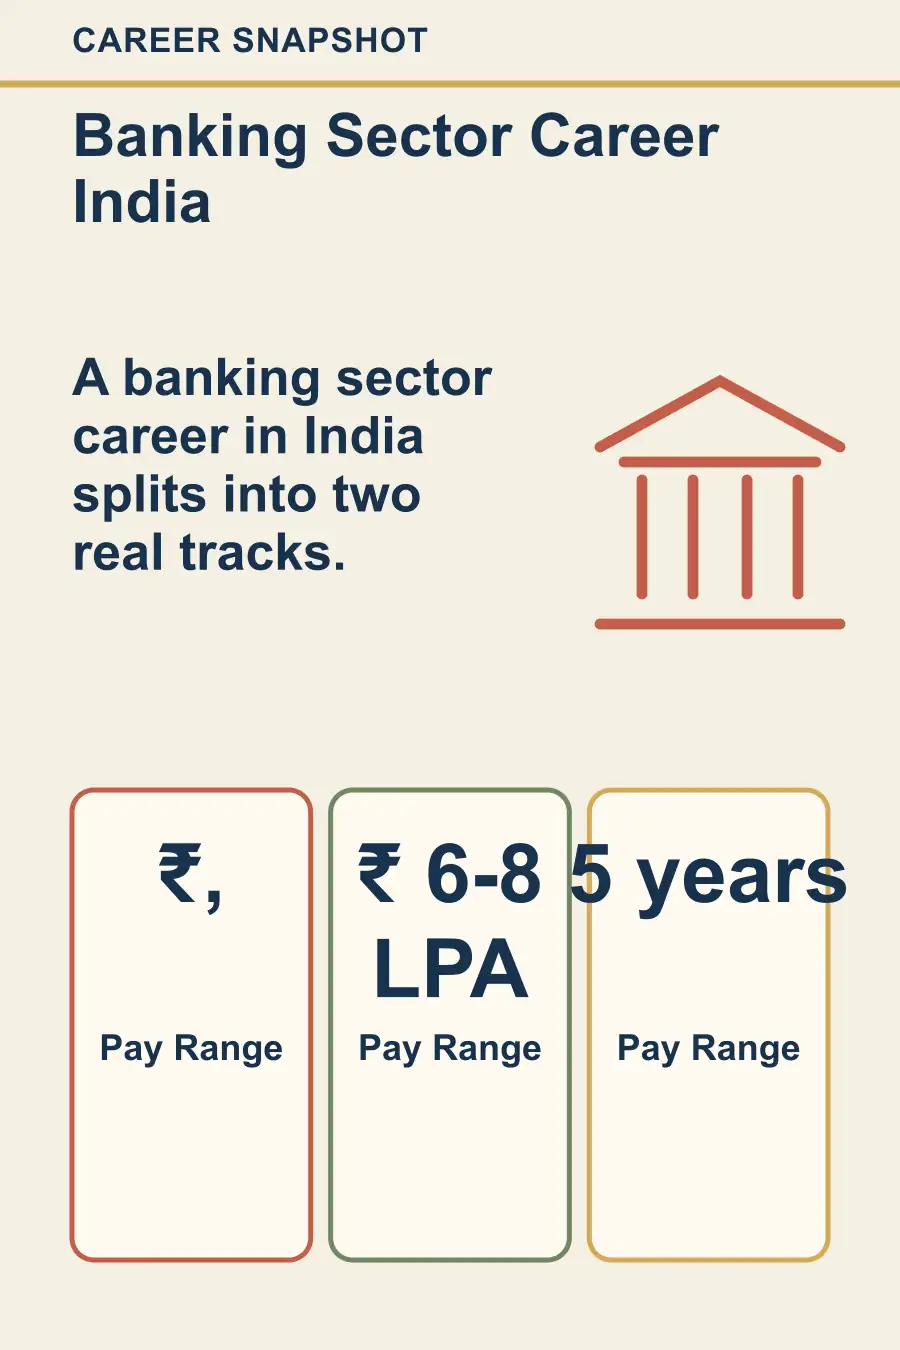 CAREER SNAPSHOT
Banking Sector Career
India
A banking sector
career in India
splits into two
real tracks.
₹,
Pay Range
₹ 6-8
LPA
Pay Range
5 years
Pay Range